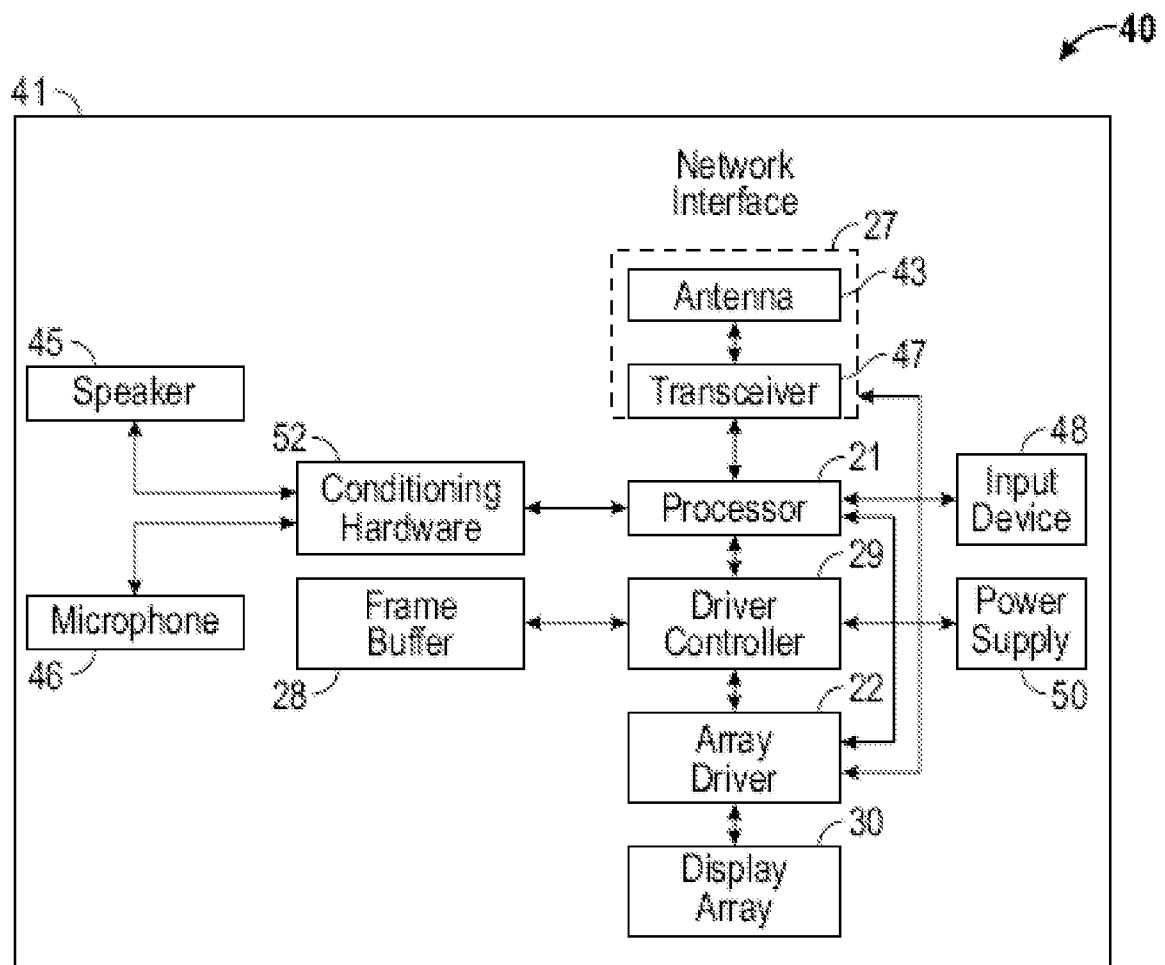 40
41
Network
Interface
27
Antenna
43
45
Speaker
47
Transceiver
52
Conditioning
Hardware
21
Processor
48
Input
Device
Microphone
46
Frame
Buffer
28
29
Driver
Controller
Power
Supply
50
22
Array
Driver
30
Display
Array